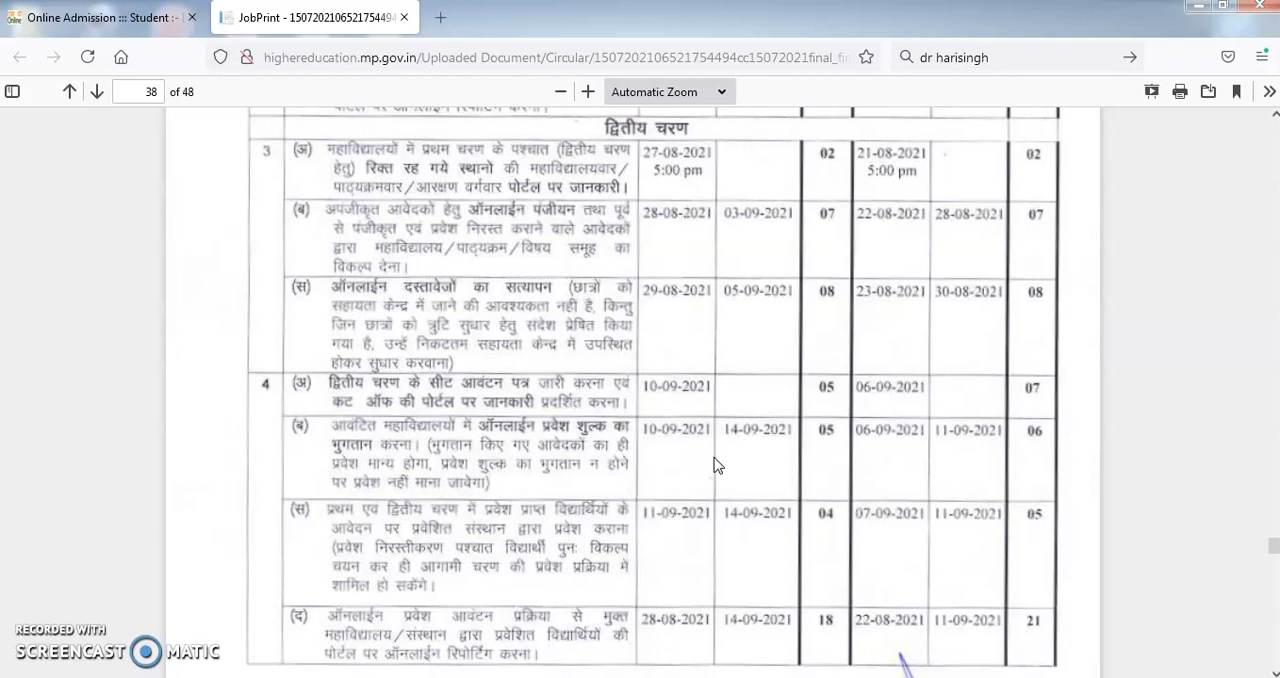 Online Admission ::: Student :- I
JobPrint - 1507202106521754494
highereducation.mp.gov.in/Uploaded Document/Circular/1507202106521754494cc15072021final_fin
dr harisingh
38 of 48
Automatic Zoom
पोर्टल पर ऑनलाईन रिपोर्टिंग करना।
द्वितीय चरण
3 (अ) महाविद्यालयों में प्रथम चरण के पश्चात (द्वितीय चरण 27-08-2021 02 21-08-2021 02
हेतु) रिक्त रह गये स्थानों की महाविद्यालयवार/ 5:00 pm 5:00 pm
पाठ्यक्रमवार/आरक्षण वर्गवार पोर्टल पर जानकारी।
(ब) अपंजीकृत आवेदको हेतु ऑनलाईन पंजीयन तथा पूर्व 28-08-2021 03-09-2021 07 22-08-2021 28-08-2021 07
से पंजीकृत एवं प्रवेश निरस्त कराने वाले आवेदकों
द्वारा महाविद्यालय/पाठ्यक्रम/विषय समूह का
विकल्प देना।
(स) ऑनलाईन दस्तावेजों का सत्यापन (छात्रों को 29-08-2021 05-09-2021 08 23-08-2021 30-08-2021 08
सहायता केन्द्र में जाने की आवश्यकता नही है, किन्तु
जिन छात्रों को त्रुटि सुधार हेतु संदेश प्रेषित किया
गया है, उन्हें निकटतम सहायता केन्द्र में उपस्थित
होकर सुधार करवाना)
4 (अ) द्वितीय चरण के सीट आवंटन पत्र जारी करना एवं 10-09-2021 05 06-09-2021 07
कट ऑफ की पोर्टल पर जानकारी प्रदर्शित करना।
(ब) आवंटित महाविद्यालयों में ऑनलाईन प्रवेश शुल्क का 10-09-2021 14-09-2021 05 06-09-2021 11-09-2021 06
भुगतान करना। (भुगतान किए गए आवेदकों का ही
प्रवेश मान्य होगा, प्रवेश शुल्क का भुगतान न होने
पर प्रवेश नहीं माना जावेगा)
(स) प्रथम एवं द्वितीय चरण में प्रवेश प्राप्त विद्यार्थियों के 11-09-2021 14-09-2021 04 07-09-2021 11-09-2021 05
आवेदन पर प्रवेशित संस्थान द्वारा प्रवेश कराना
(प्रवेश निरस्तीकरण पश्चात विद्यार्थी पुनः विकल्प
चयन कर ही आगामी चरण की प्रवेश प्रक्रिया में
शामिल हो सकेंगे।
(द) ऑनलाईन प्रवेश आवंटन प्रक्रिया से मुक्त 28-08-2021 14-09-2021 18 22-08-2021 11-09-2021 21
महाविद्यालय/संस्थान द्वारा प्रवेशित विद्यार्थियों की
पोर्टल पर ऑनलाईन रिपोर्टिंग करना।
RECORDED WITH
SCREENCAST MATIC